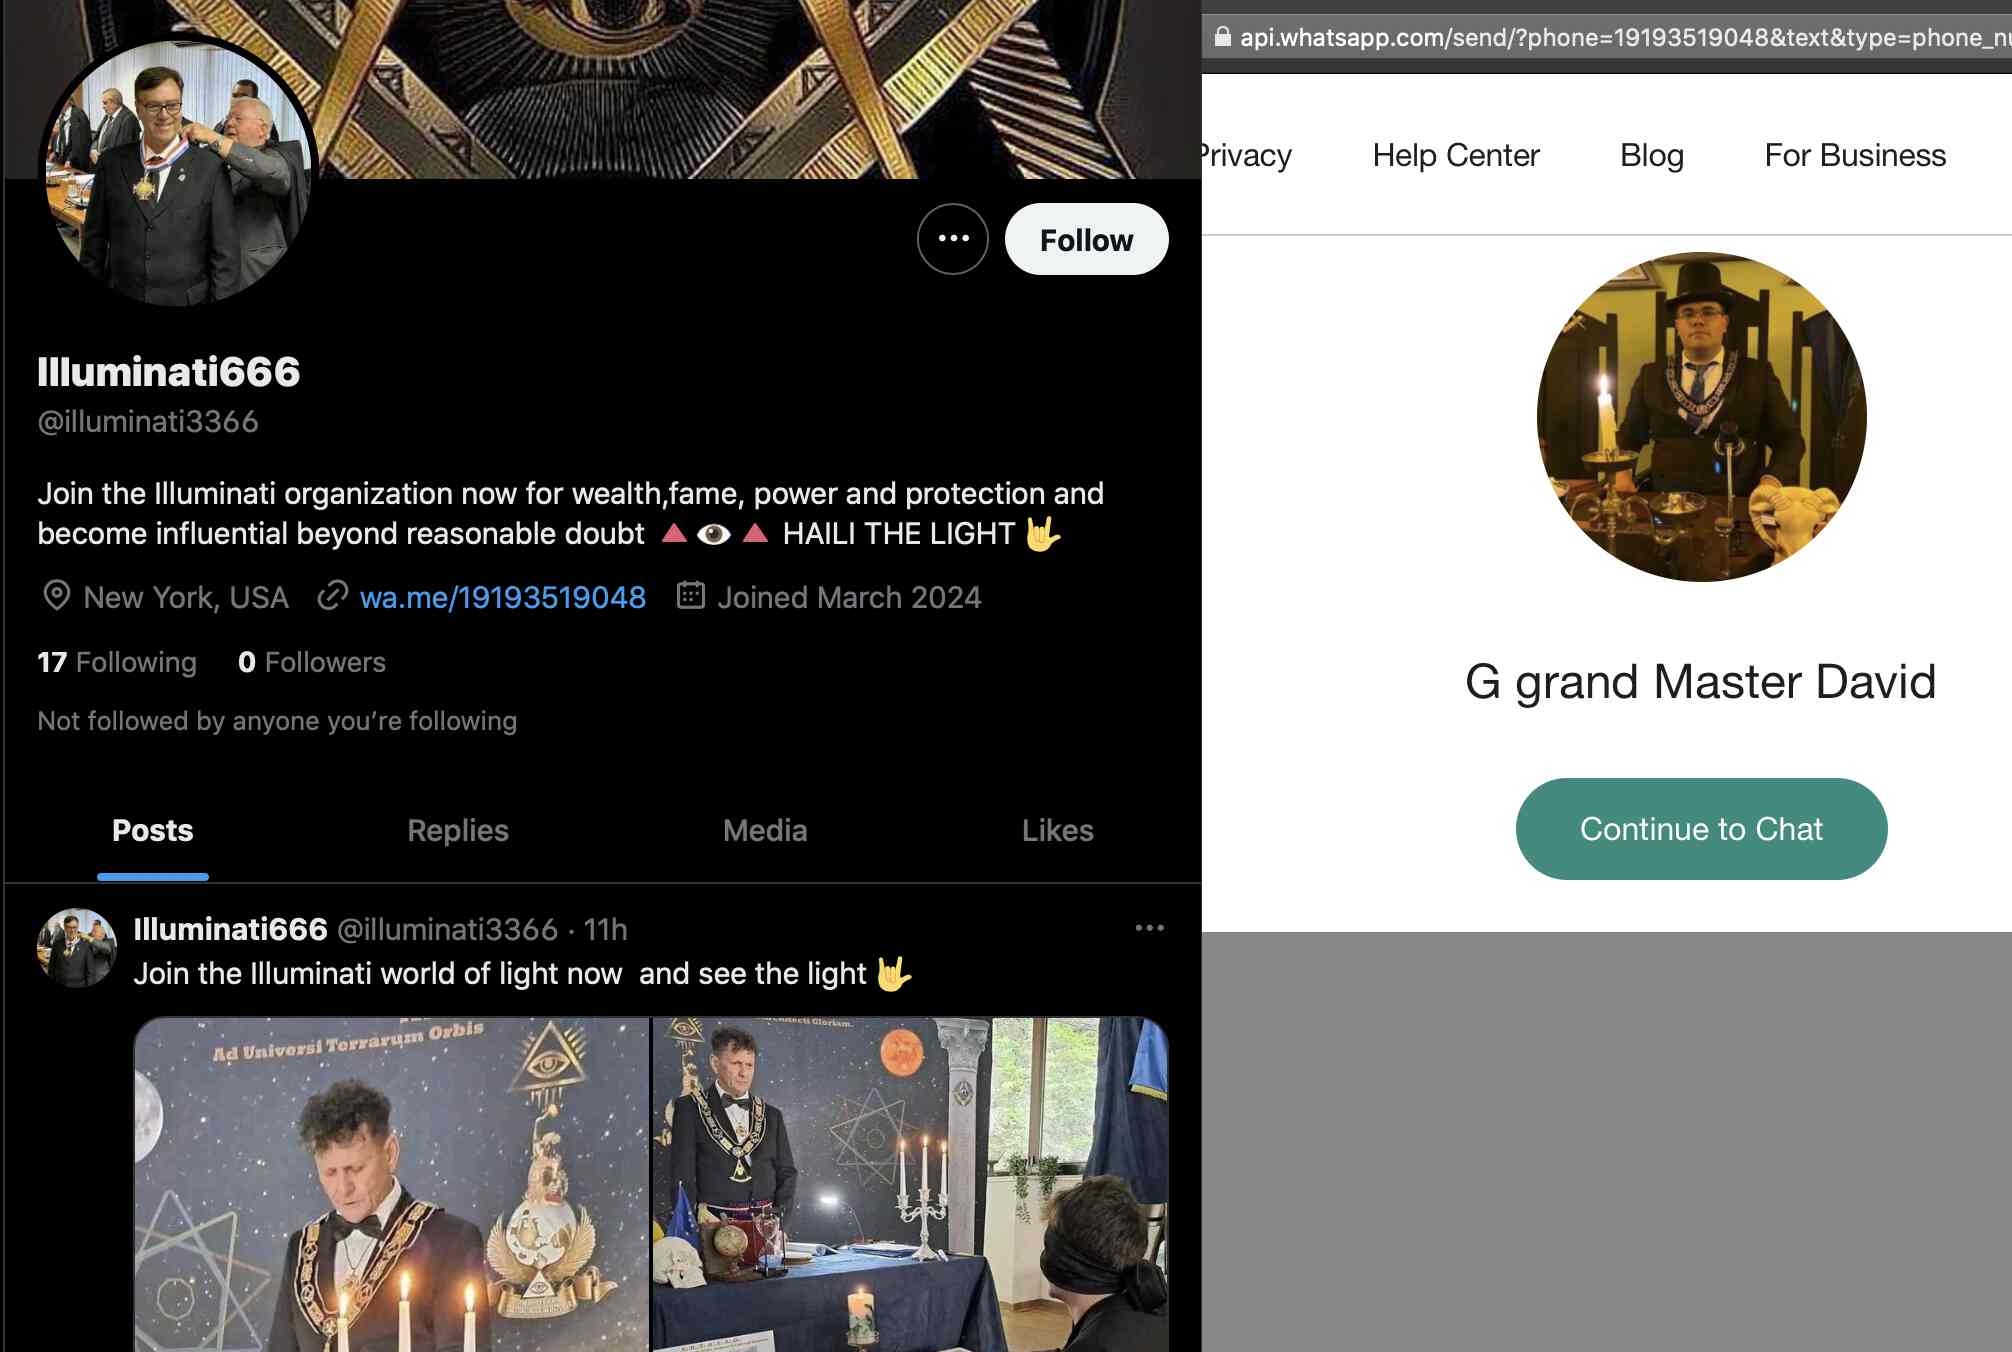 Follow
Illuminati666
@illuminati3366
Join the Illuminati organization now for wealth,fame, power and protection and
become influential beyond reasonable doubt 🔺👁️🔺 HAILI THE LIGHT 🤟
New York, USA wa.me/19193519048 Joined March 2024
17 Following 0 Followers
Not followed by anyone you're following
Posts Replies Media Likes
Illuminati666 @illuminati3366 · 11h
Join the Illuminati world of light now and see the light 🤟
Ad Universi Terrarum Orbis
Gloriam.
api.whatsapp.com/send/?phone=19193519048&text&type=phone_nu
Privacy Help Center Blog For Business
G grand Master David
Continue to Chat